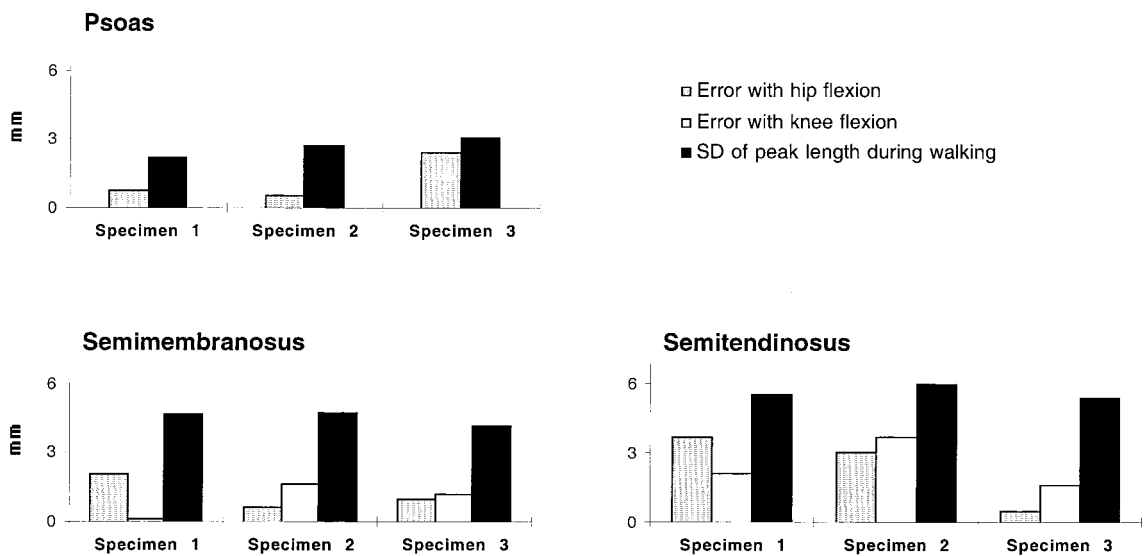 Psoas
6
3
0
mm
Specimen 1
Specimen 2
Specimen 3
Error with hip flexion
Error with knee flexion
SD of peak length during walking
Semimembranosus
6
3
0
mm
Specimen 1
Specimen 2
Specimen 3
Semitendinosus
6
3
0
Specimen 1
Specimen 2
Specimen 3